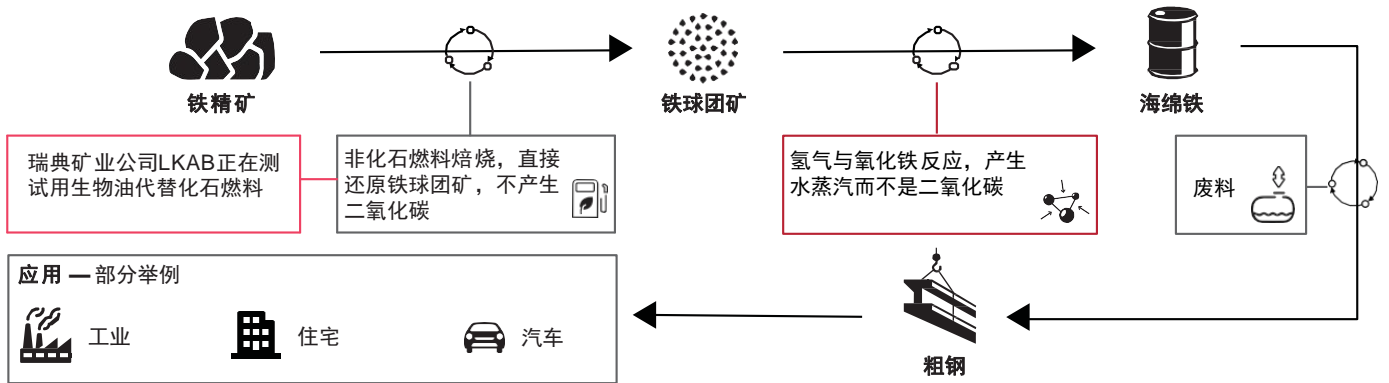 铁精矿
铁球团矿
海绵铁
瑞典矿业公司LKAB正在测
试用生物油代替化石燃料
非化石燃料焙烧，直接
还原铁球团矿，不产生
二氧化碳
氢气与氧化铁反应，产生
水蒸汽而不是二氧化碳
废料
应用 — 部分举例
工业
住宅
汽车
粗钢